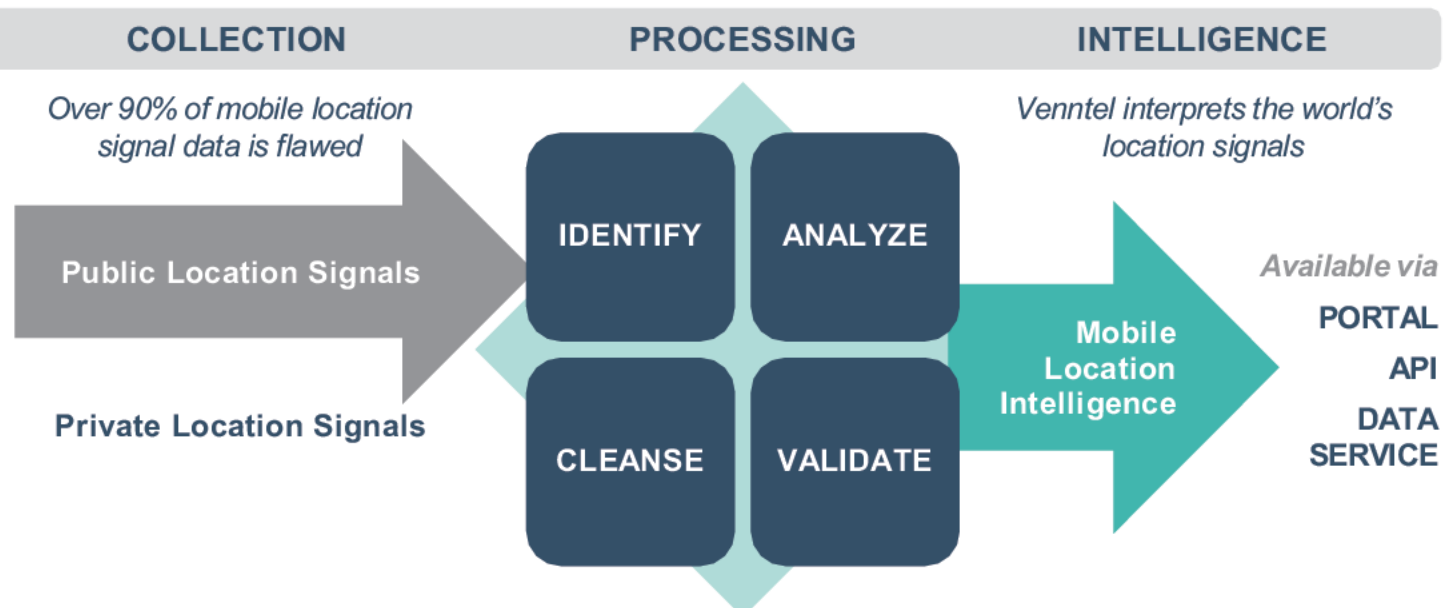 COLLECTION
PROCESSING
INTELLIGENCE
Over 90% of mobile location
signal data is flawed
Public Location Signals
Private Location Signals
IDENTIFY
ANALYZE
CLEANSE
VALIDATE
Venntel interprets the world's
location signals
Mobile
Location
Intelligence
Available via
PORTAL
API
DATA
SERVICE